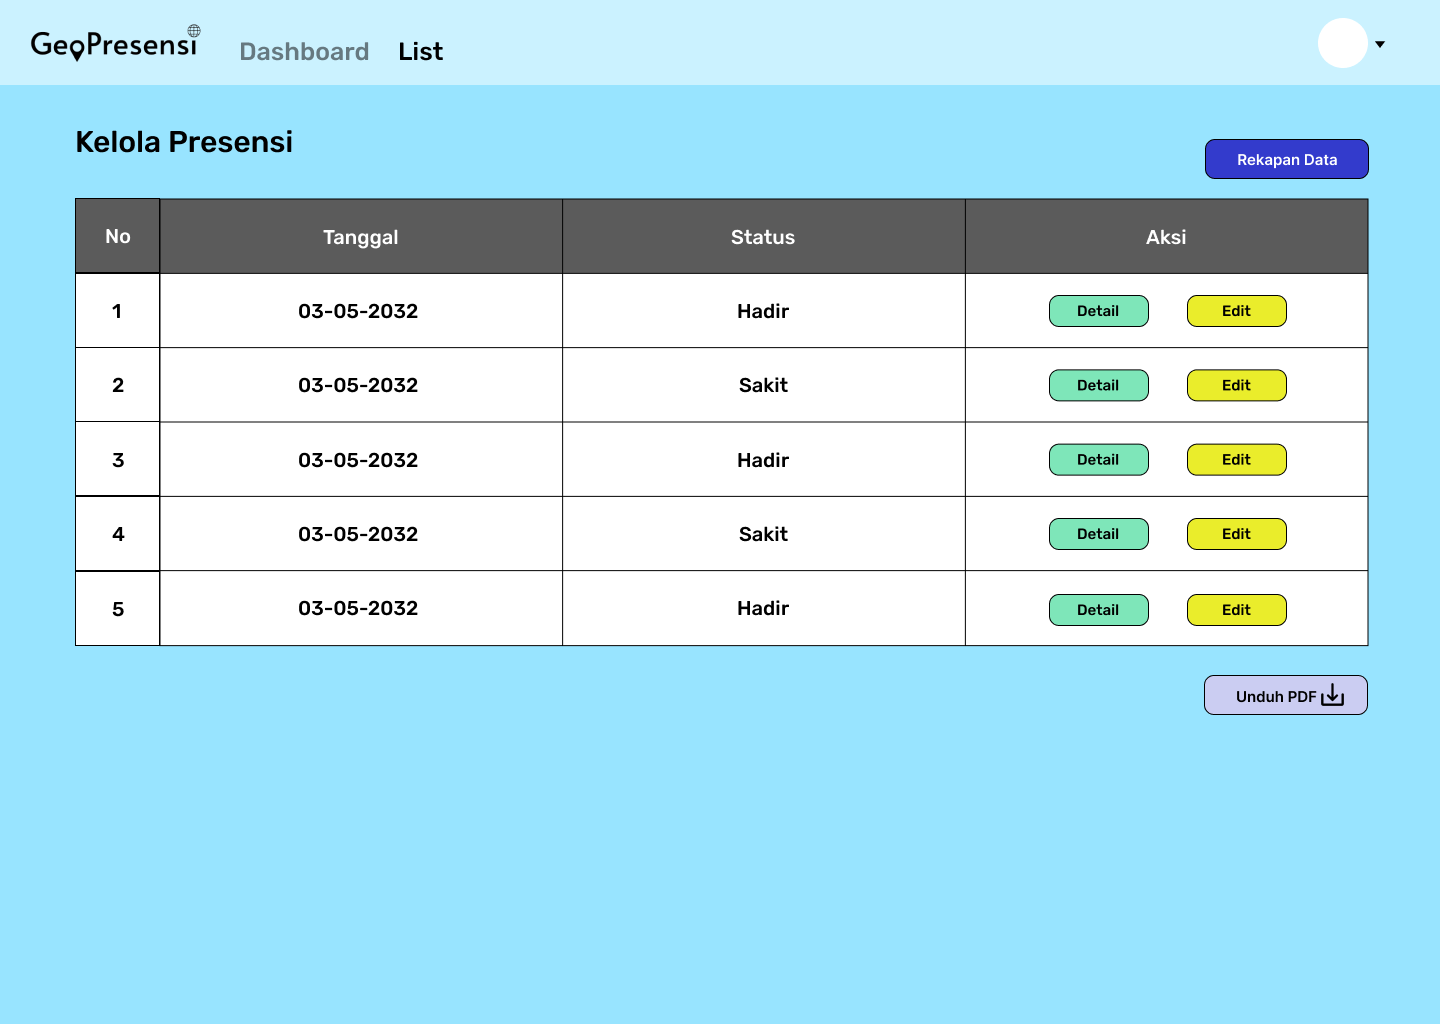 GeoPresensi Dashboard List
Kelola Presensi
Rekapan Data
No Tanggal Status Aksi
1 03-05-2032 Hadir Detail Edit
2 03-05-2032 Sakit Detail Edit
3 03-05-2032 Hadir Detail Edit
4 03-05-2032 Sakit Detail Edit
5 03-05-2032 Hadir Detail Edit
Unduh PDF